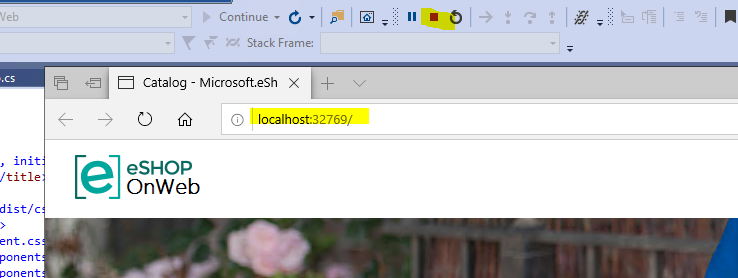 Web
Continue
Stack Frame:
.cs
Catalog - Microsoft.eSh
localhost:32769/
, initi
/title>
eSHOP
OnWeb
dist/cs
>
ent.css
ponents
ponents